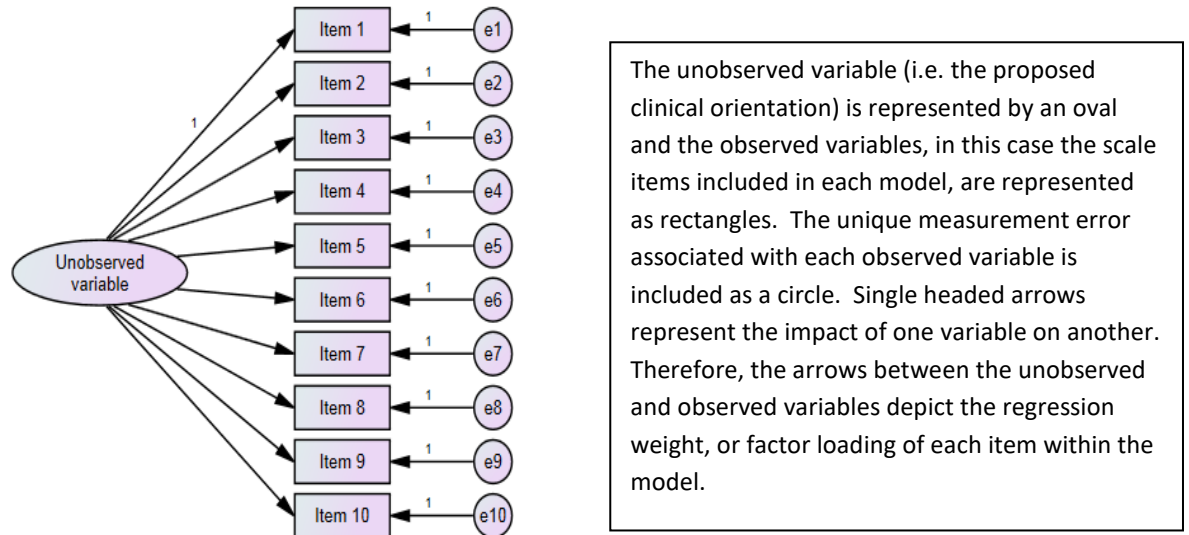 1
Item 1
1
e1
Item 2
1
e2
Item 3
1
e3
Item 4
1
e4
Item 5
1
e5
Item 6
1
e6
Item 7
1
e7
Item 8
1
e8
Item 9
1
e9
Item 10
1
e10
Unobserved
variable
The unobserved variable (i.e. the proposed
clinical orientation) is represented by an oval
and the observed variables, in this case the scale
items included in each model, are represented
as rectangles. The unique measurement error
associated with each observed variable is
included as a circle. Single headed arrows
represent the impact of one variable on another.
Therefore, the arrows between the unobserved
and observed variables depict the regression
weight, or factor loading of each item within the
model.